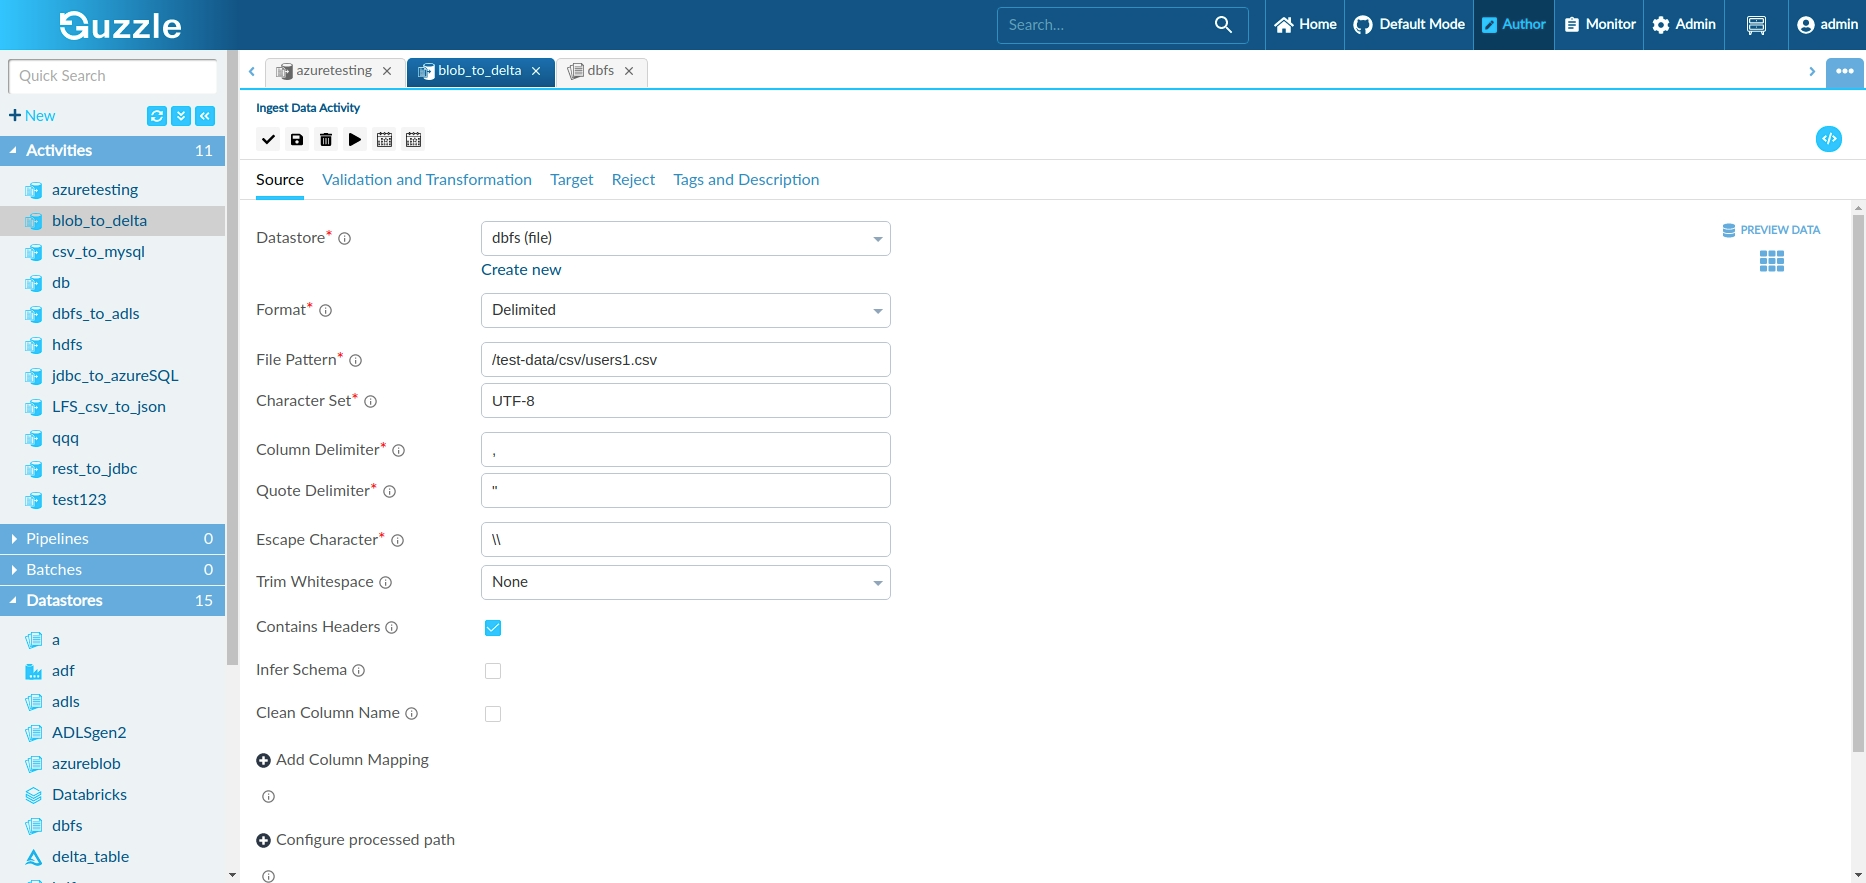 Guzzle
Search...
Home
Default Mode
Author
Monitor
Admin
admin
Quick Search
New
Activities 11
azuretesting
blob_to_delta
csv_to_mysql
db
dbfs_to_adls
hdfs
jdbc_to_azureSQL
LFS_csv_to_json
qqq
rest_to_jdbc
test123
Pipelines 0
Batches 0
Datastores 15
a
adf
adls
ADLSgen2
azureblob
Databricks
dbfs
delta_table
azuretesting
blob_to_delta
dbfs
Ingest Data Activity
Source Validation and Transformation Target Reject Tags and Description
PREVIEW DATA
Datastore* dbfs (file)
Create new
Format* Delimited
File Pattern* /test-data/csv/users1.csv
Character Set* UTF-8
Column Delimiter* ,
Quote Delimiter* "
Escape Character* \\
Trim Whitespace None
Contains Headers
Infer Schema
Clean Column Name
Add Column Mapping
Configure processed path